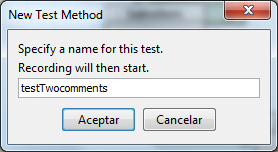 New Test Method
Specify a name for this test.
Recording will then start.
testTwocomments
Aceptar
Cancelar